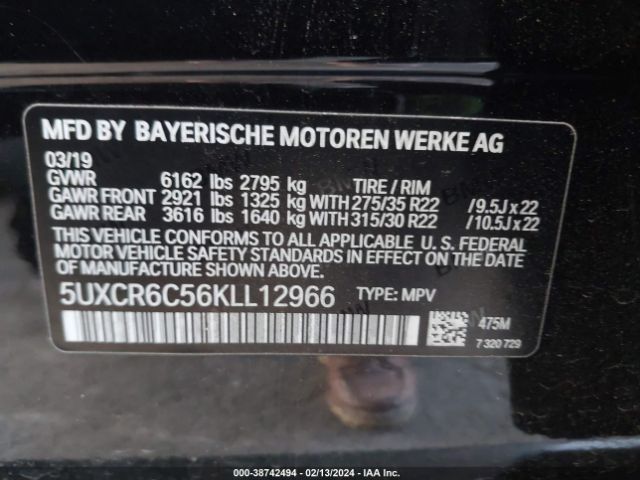 MFD BY BAYERISCHE MOTOREN WERKE AG
03/19
GVWR 6162 lbs 2795 kg TIRE / RIM
GAWR FRONT 2921 lbs 1325 kg WITH 275/35 R22 /9.5J x 22
GAWR REAR 3616 lbs 1640 kg WITH 315/30 R22 /10.5J x 22
THIS VEHICLE CONFORMS TO ALL APPLICABLE U. S. FEDERAL
MOTOR VEHICLE SAFETY STANDARDS IN EFFECT ON THE
DATE OF MANUFACTURE SHOWN ABOVE.
5UXCR6C56KLL12966 TYPE: MPV
475M
7 320 729
000-38742494 - 02/13/2024 - IAA Inc.